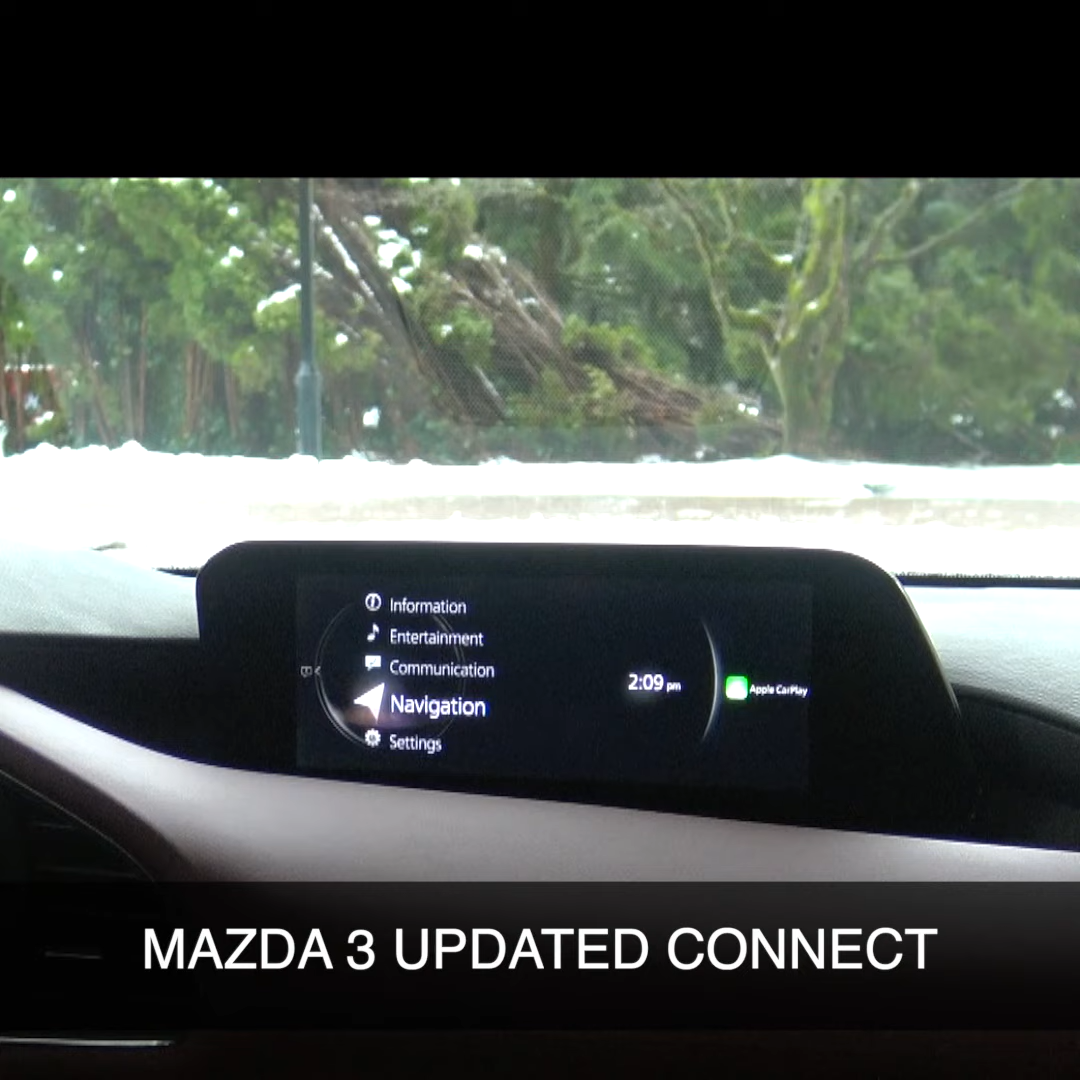 Information
Entertainment
Communication
Navigation
Settings
2:09 pm
Apple CarPlay
MAZDA 3 UPDATED CONNECT